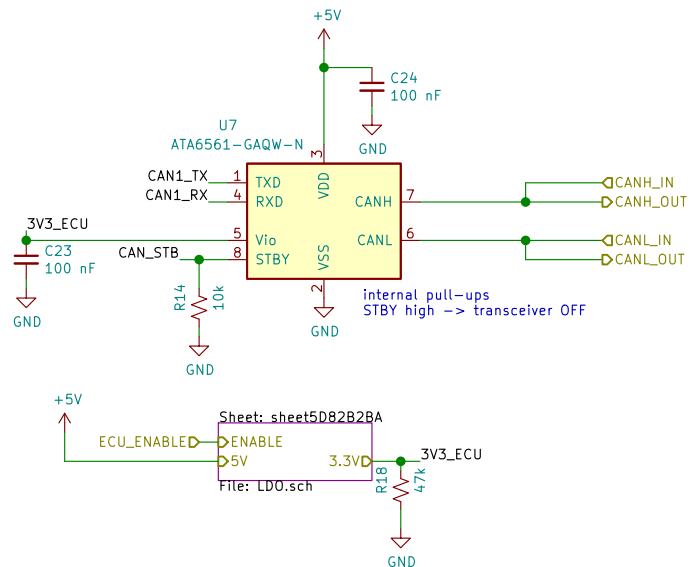 +5V
C24
100 nF
GND
U7
ATA6561-GAQW-N
3
VDD
CAN1_TX
1
TXD
CAN1_RX
4
RXD
CANH
7
CANH_IN
CANH_OUT
3V3_ECU
5
Vio
CANL
6
CANL_IN
CANL_OUT
C23
100 nF
GND
CAN_STB
8
STBY
VSS
2
GND
R14
10k
GND
internal pull-ups
STBY high -> transceiver OFF
+5V
Sheet: sheet5D82B2BA
ECU_ENABLE
ENABLE
5V
3.3V
3V3_ECU
File: LDO.sch
R18
47k
GND